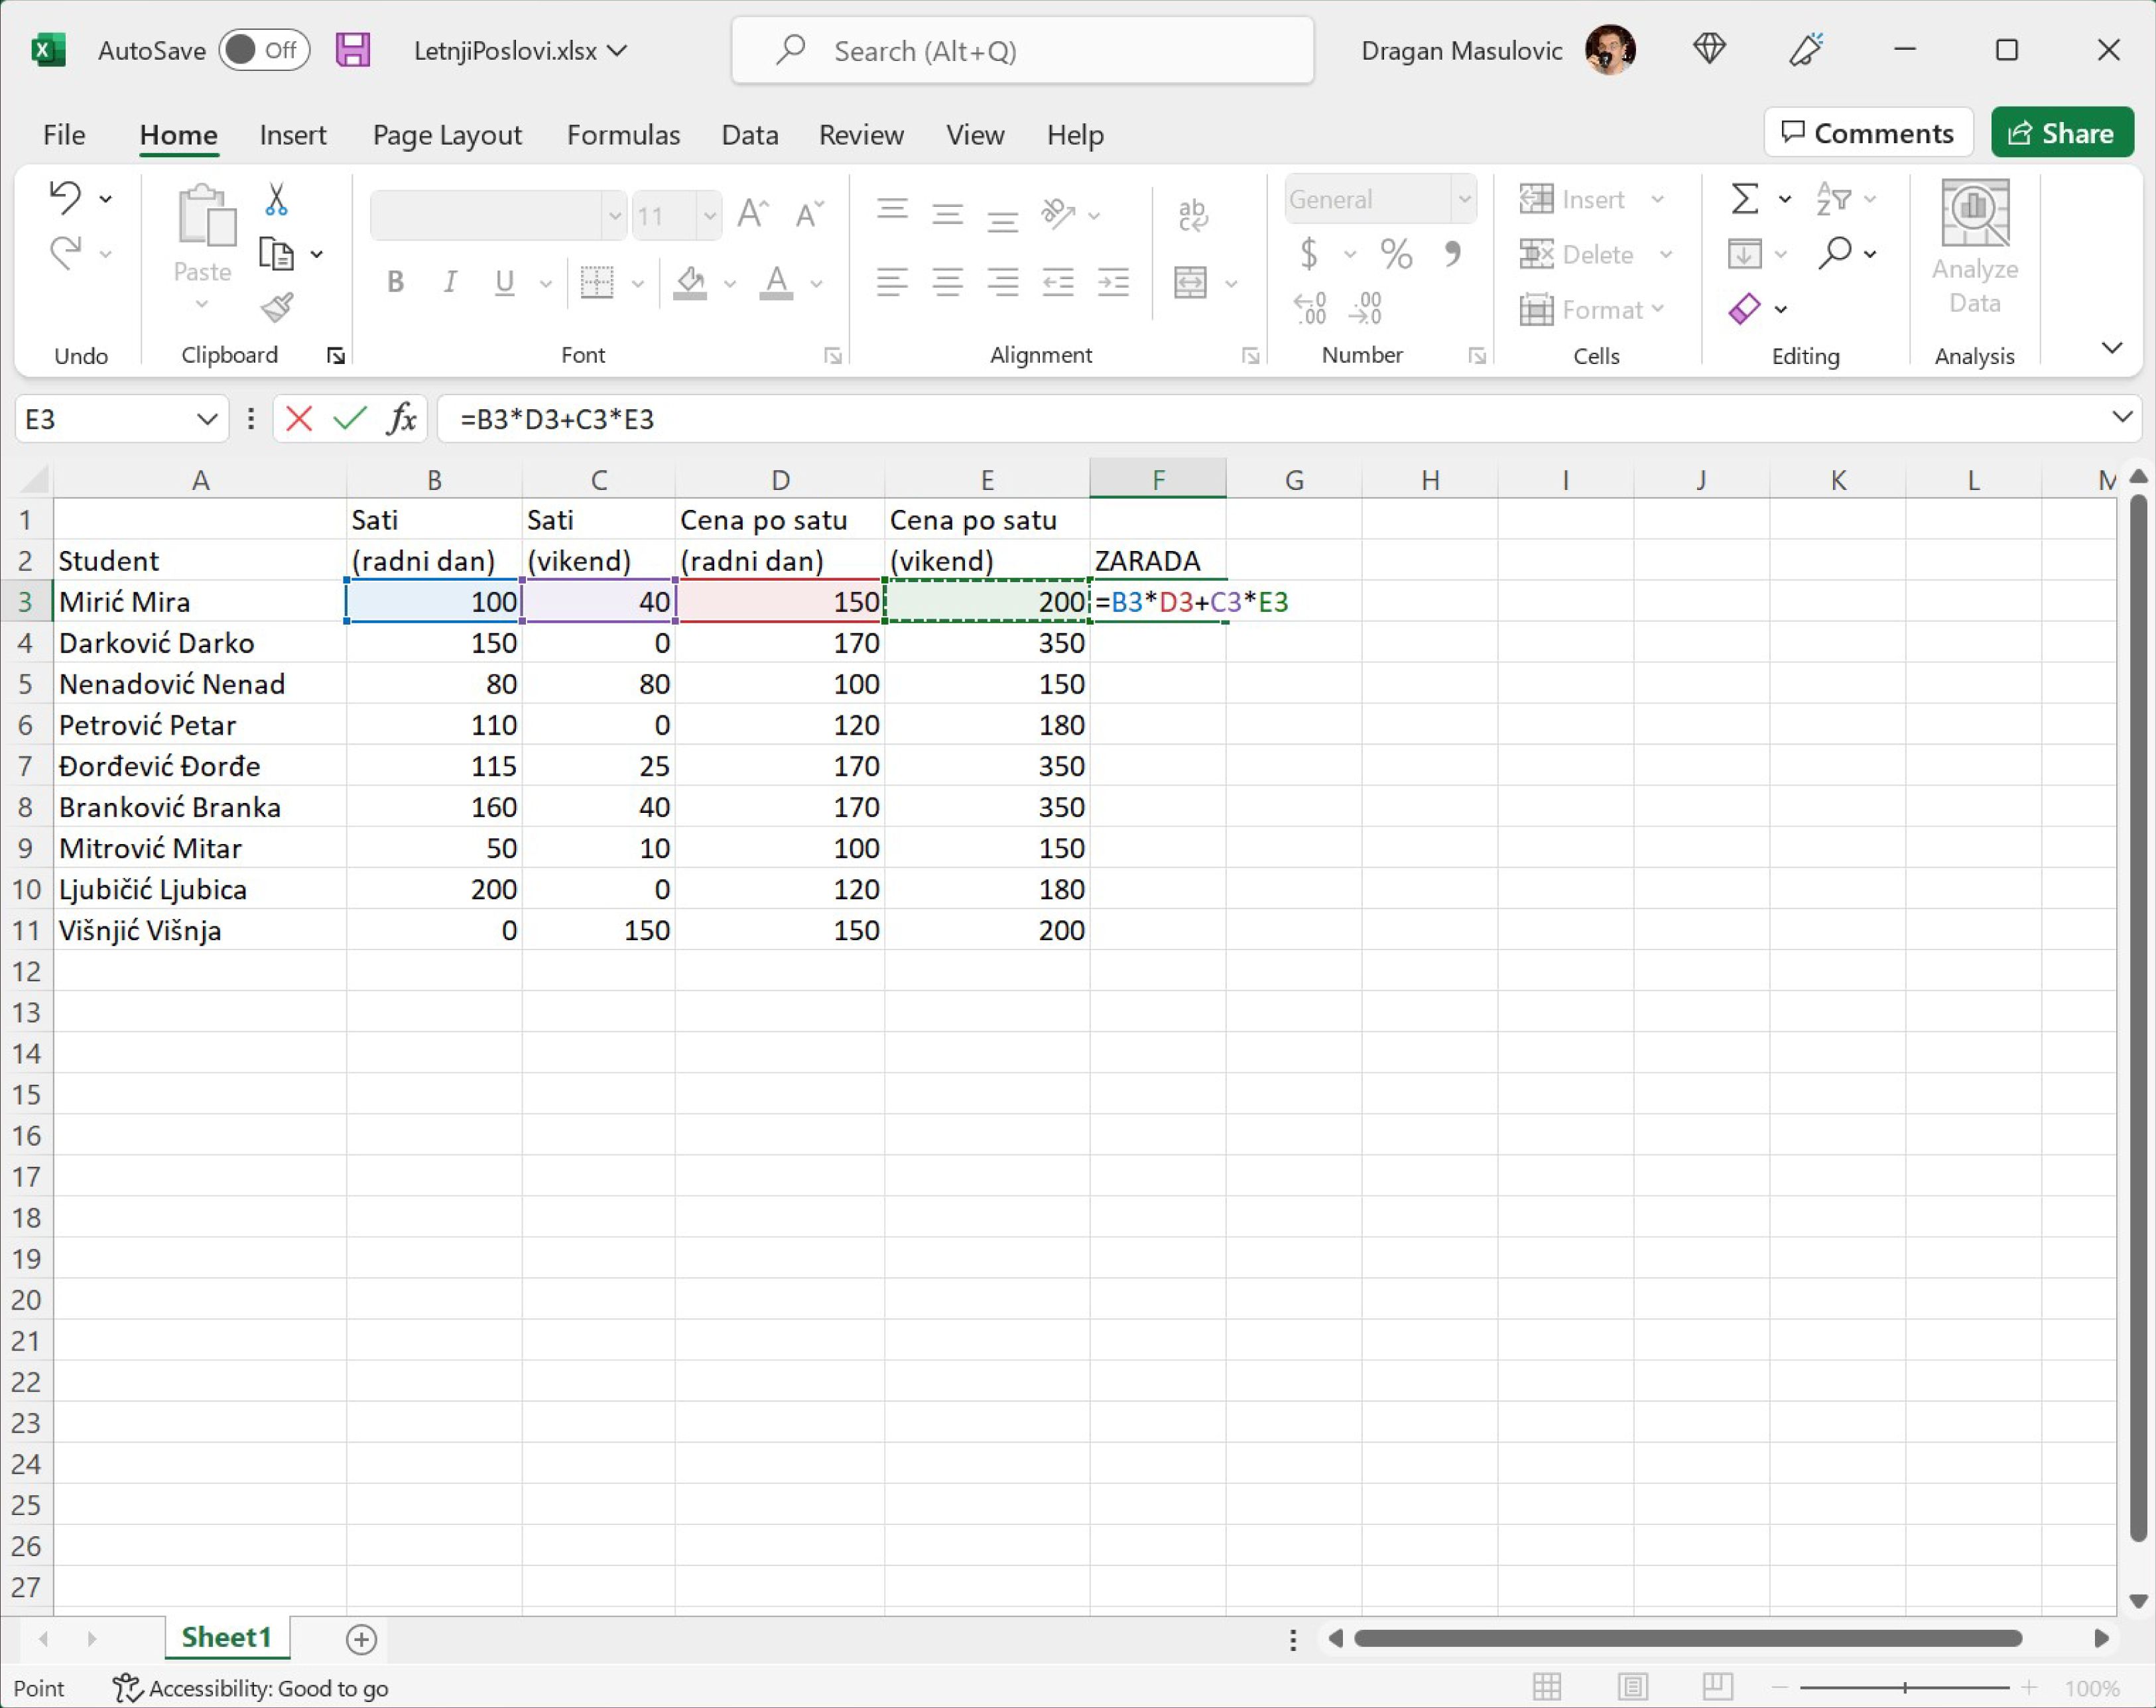 AutoSave Off LetnjiPoslovi.xlsx Search (Alt+Q) Dragan Masulovic
File Home Insert Page Layout Formulas Data Review View Help Comments Share
Paste
11
General
Insert
Delete
Format
Analyze
Data
Undo Clipboard Font Alignment Number Cells Editing Analysis
E3 fx =B3*D3+C3*E3
A B C D E F G H I J K L M
1 Sati Sati Cena po satu Cena po satu
2 Student (radni dan) (vikend) (radni dan) (vikend) ZARADA
3 Mirić Mira 100 40 150 200 =B3*D3+C3*E3
4 Darković Darko 150 0 170 350
5 Nenadović Nenad 80 80 100 150
6 Petrović Petar 110 0 120 180
7 Đorđević Đorđe 115 25 170 350
8 Branković Branka 160 40 170 350
9 Mitrović Mitar 50 10 100 150
10 Ljubičić Ljubica 200 0 120 180
11 Višnjić Višnja 0 150 150 200
12
13
14
15
16
17
18
19
20
21
22
23
24
25
26
27
Sheet1
Point Accessibility: Good to go 100%